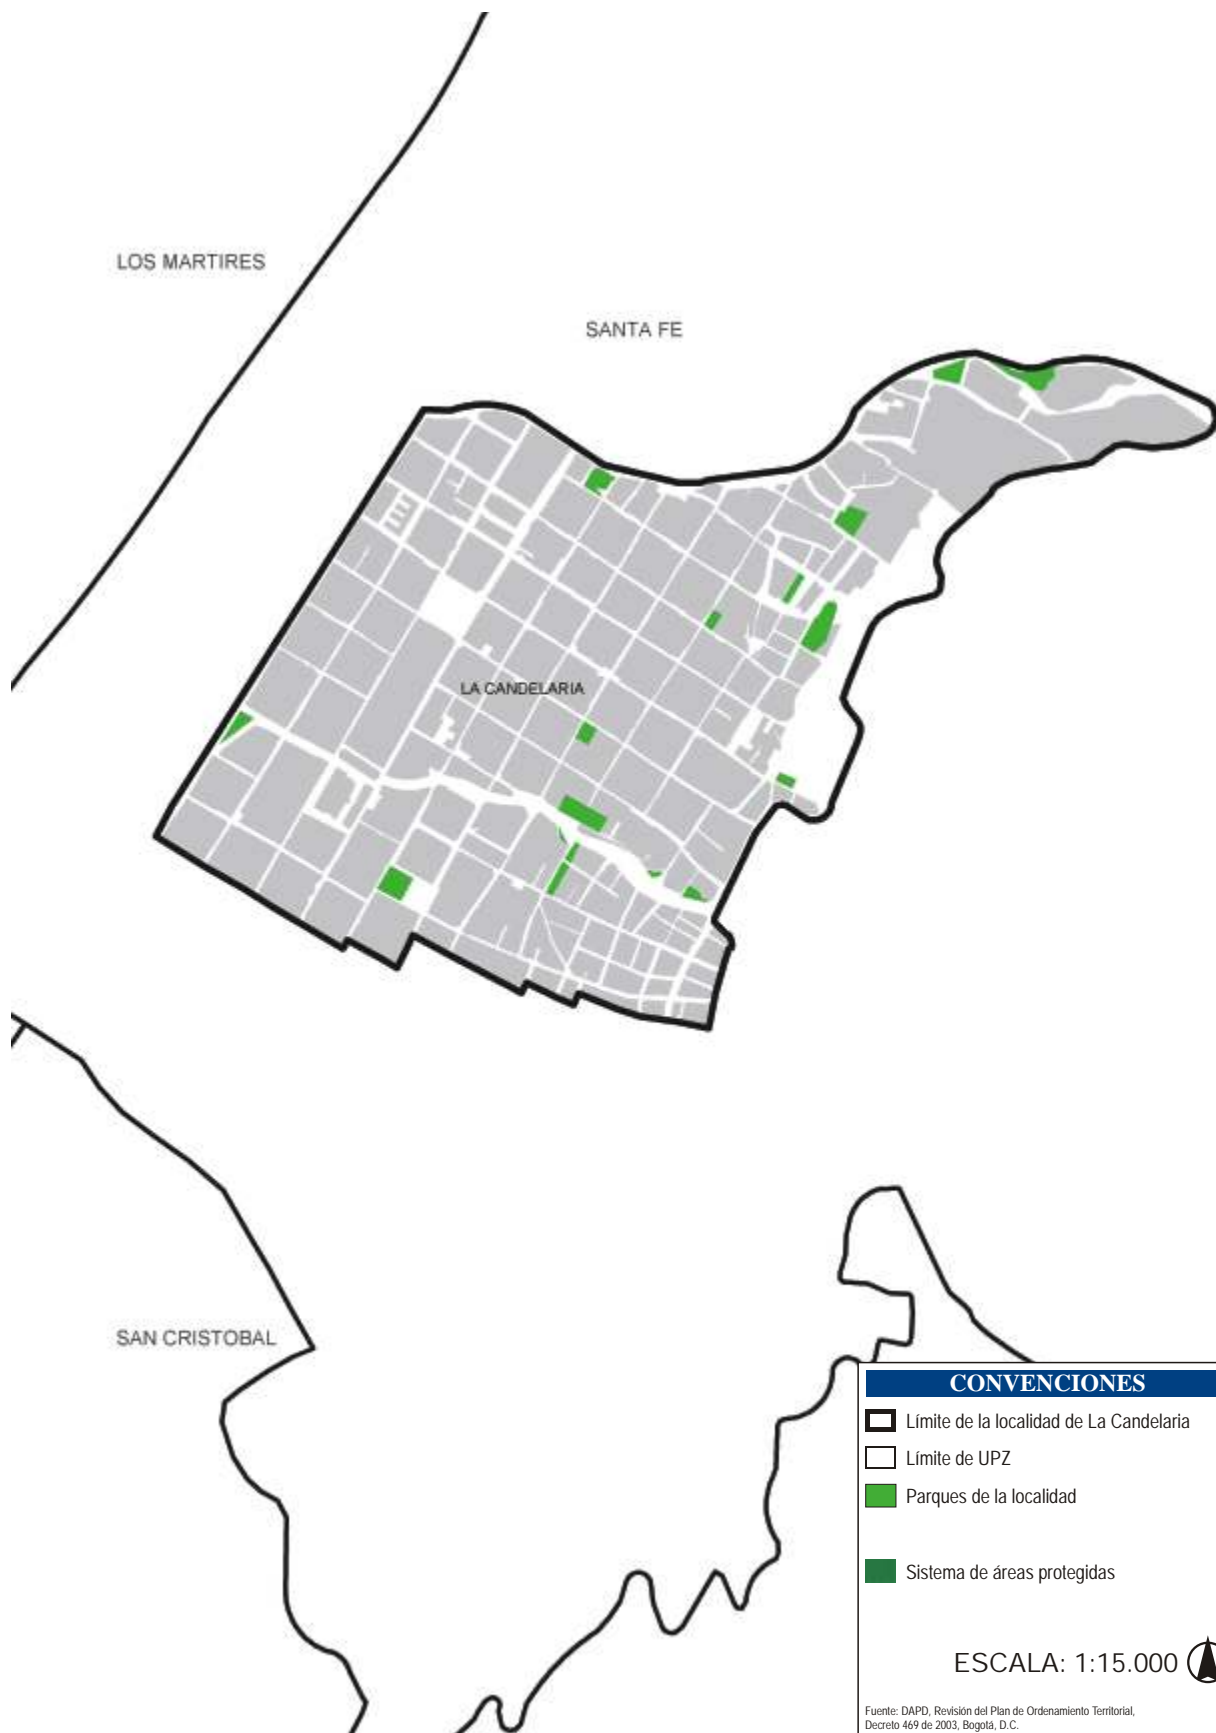 LOS MARTIRES
SANTA FE
LA CANDELARIA
SAN CRISTOBAL
CONVENCIONES
Límite de la localidad de La Candelaria
Límite de UPZ
Parques de la localidad
Sistema de áreas protegidas
ESCALA: 1:15.000
Fuente: DAPD, Revisión del Plan de Ordenamiento Territorial,
Decreto 469 de 2003, Bogotá, D.C.